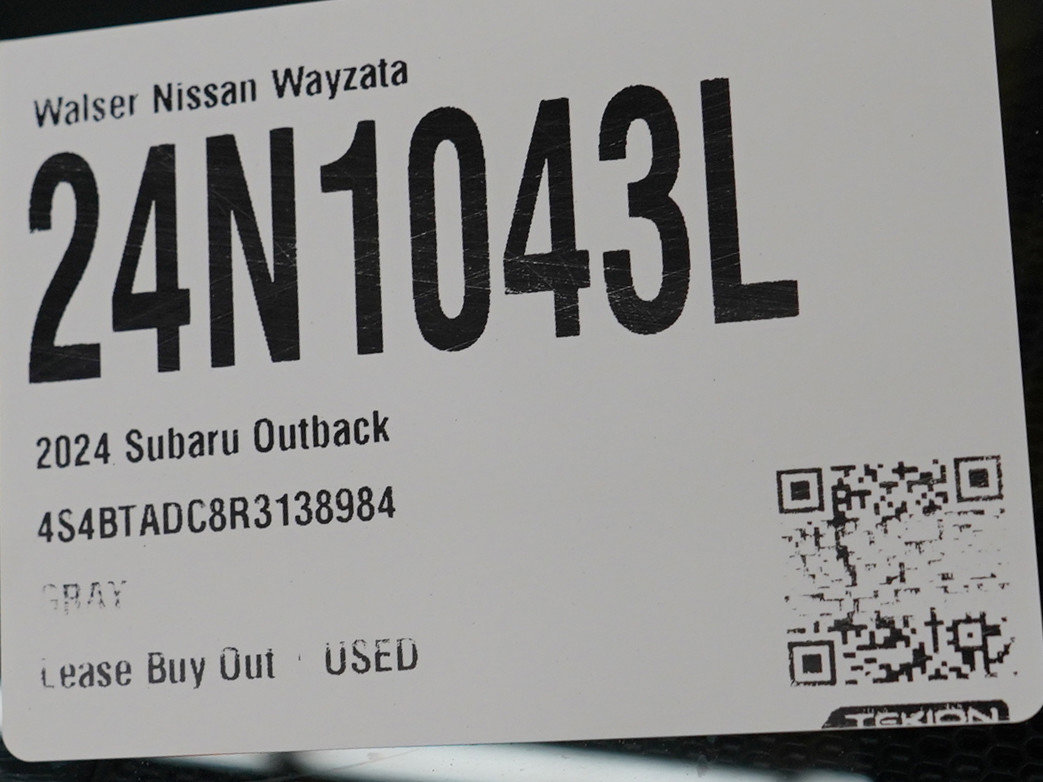 Walser Nissan Wayzata
24N1043L
2024 Subaru Outback
4S4BTADC8R3138984
GRAY
Lease Buy Out · USED
TEKION